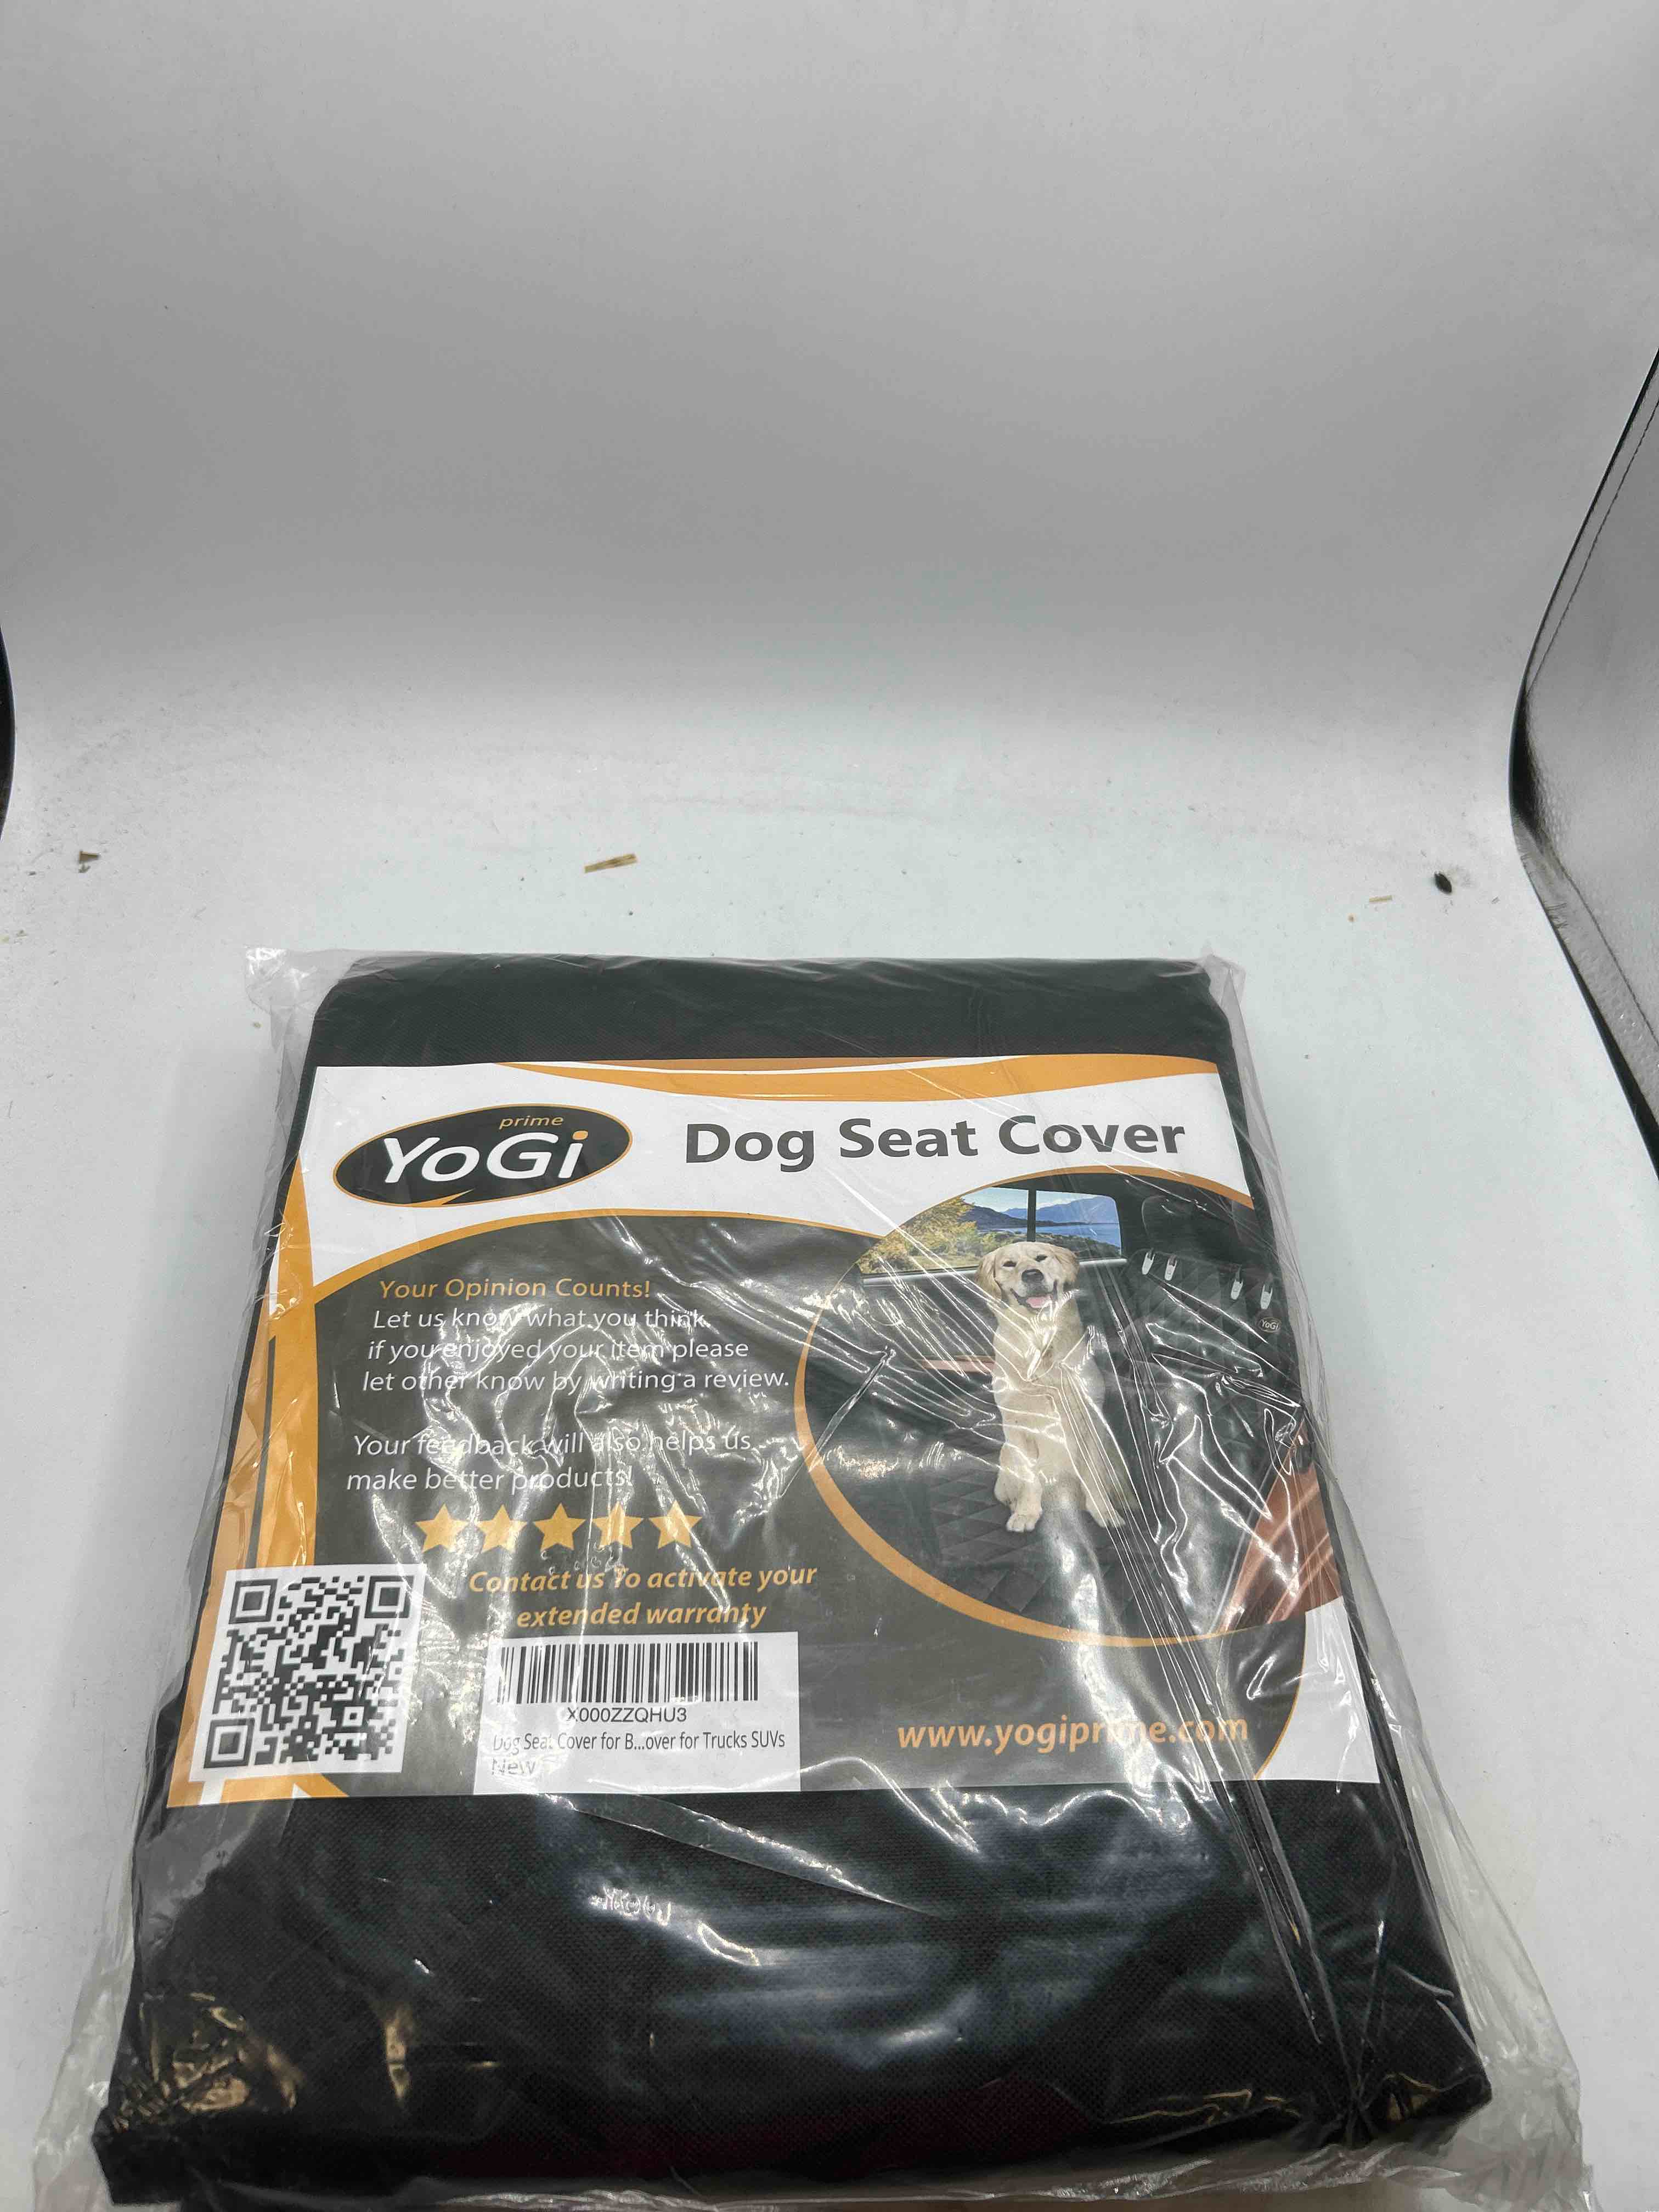 prime
YoGi
Dog Seat Cover
Your Opinion Counts!
Let us know what you think.
if you enjoyed your item please
let other know by writing a review.
Your feedback will also helps us
make better products!
Contact us To activate your
extended warranty
X000ZZQHU3
Dog Seat Cover for B...over for Trucks SUVs
New
www.yogiprime.com
YoGi